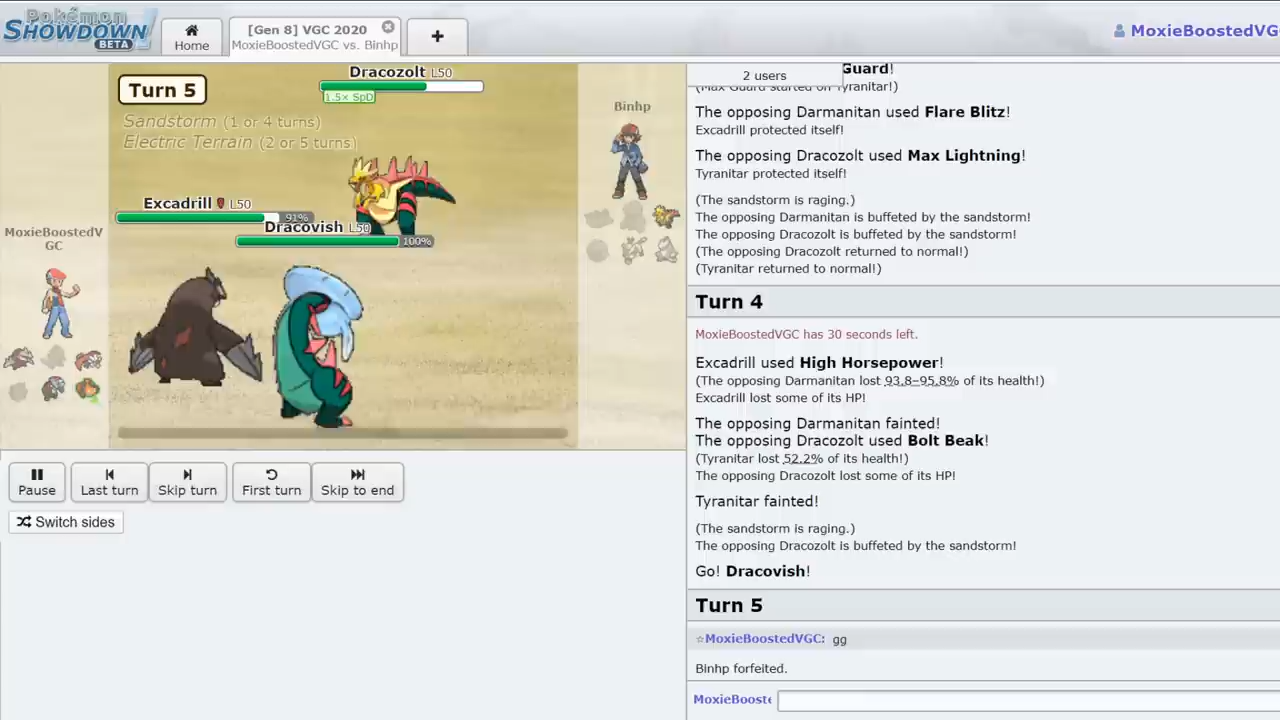 Pokémon
SHOWDOWN
BETA
Home
[Gen 8] VGC 2020
MoxieBoostedVGC vs. Binhp
+
MoxieBoostedVG
Turn 5
Sandstorm (1 or 4 turns)
Electric Terrain (2 or 5 turns)
Dracozolt L50
1.5× SpD
Excadrill L50
91%
Dracovish L50
100%
MoxieBoostedV
GC
Binhp
Pause
Last turn
Skip turn
First turn
Skip to end
Switch sides
2 users
Guard!
(Max Guard started on Tyranitar!)
The opposing Darmanitan used Flare Blitz!
Excadrill protected itself!
The opposing Dracozolt used Max Lightning!
Tyranitar protected itself!
(The sandstorm is raging.)
The opposing Darmanitan is buffeted by the sandstorm!
The opposing Dracozolt is buffeted by the sandstorm!
(The opposing Dracozolt returned to normal!)
(Tyranitar returned to normal!)
Turn 4
MoxieBoostedVGC has 30 seconds left.
Excadrill used High Horsepower!
(The opposing Darmanitan lost 93.8–95.8% of its health!)
Excadrill lost some of its HP!
The opposing Darmanitan fainted!
The opposing Dracozolt used Bolt Beak!
(Tyranitar lost 52.2% of its health!)
The opposing Dracozolt lost some of its HP!
Tyranitar fainted!
(The sandstorm is raging.)
The opposing Dracozolt is buffeted by the sandstorm!
Go! Dracovish!
Turn 5
☆MoxieBoostedVGC: gg
Binhp forfeited.
MoxieBooste